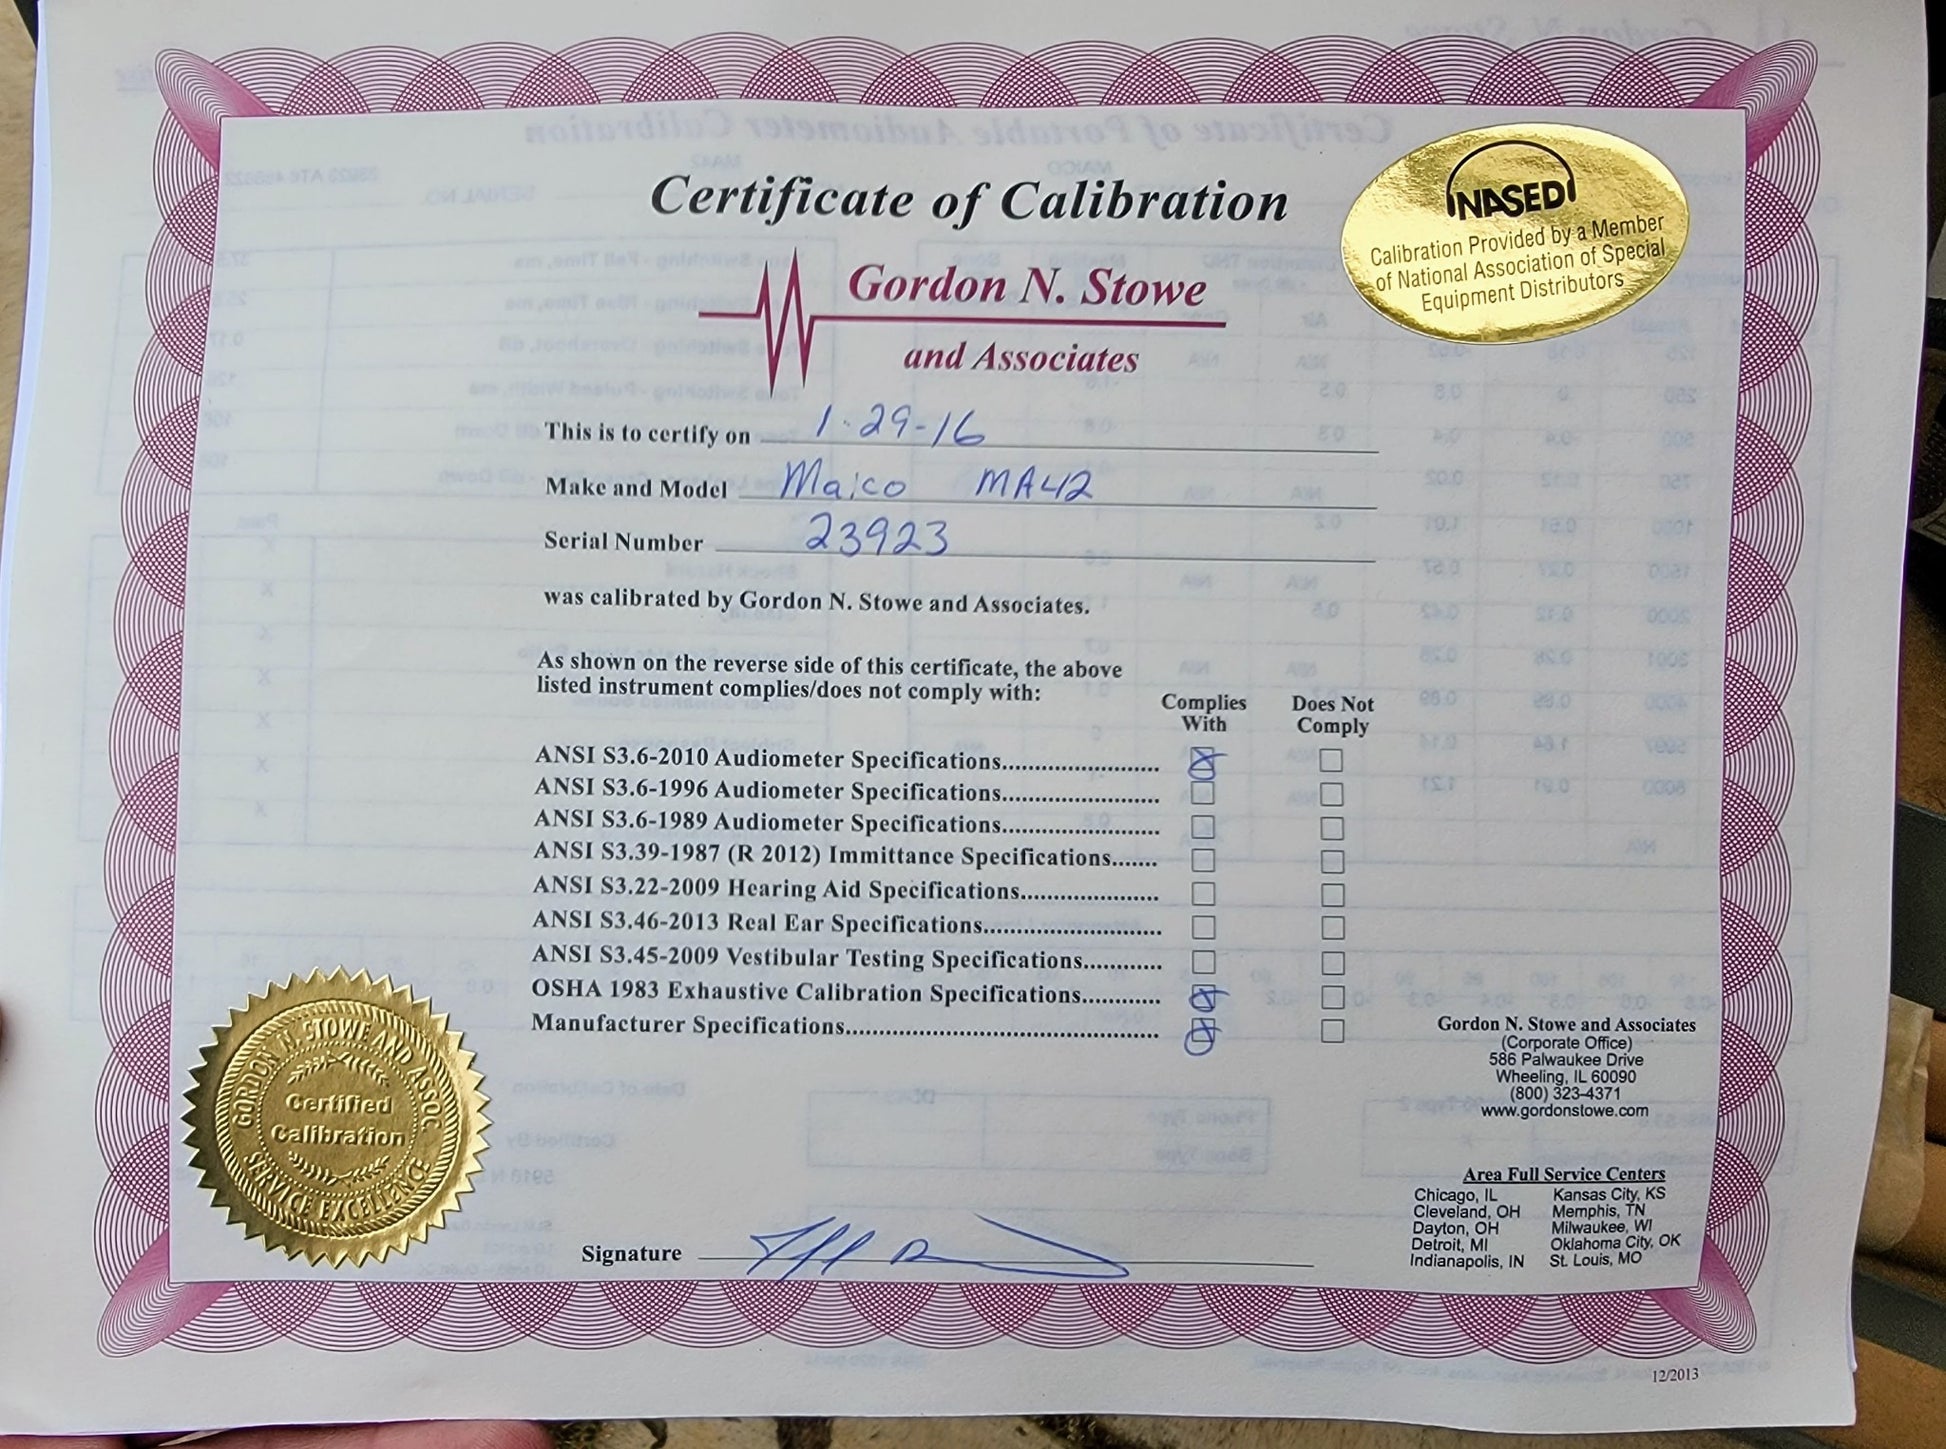 Certificate of Calibration
NASED
Calibration Provided by a Member
of National Association of Special
Equipment Distributors
Gordon N. Stowe
and Associates
This is to certify on 1-29-16
Make and Model Maico MA42
Serial Number 23923
was calibrated by Gordon N. Stowe and Associates.
As shown on the reverse side of this certificate, the above
listed instrument complies/does not comply with:
Complies With
Does Not Comply
ANSI S3.6-2010 Audiometer Specifications
ANSI S3.6-1996 Audiometer Specifications
ANSI S3.6-1989 Audiometer Specifications
ANSI S3.39-1987 (R 2012) Immittance Specifications
ANSI S3.22-2009 Hearing Aid Specifications
ANSI S3.46-2013 Real Ear Specifications
ANSI S3.45-2009 Vestibular Testing Specifications
OSHA 1983 Exhaustive Calibration Specifications
Manufacturer Specifications
Gordon N. Stowe and Associates
(Corporate Office)
586 Palwaukee Drive
Wheeling, IL 60090
(800) 323-4371
www.gordonstowe.com
GORDON N. STOWE AND ASSOC
Certified
Calibration
SERVICE EXCELLENCE
Area Full Service Centers
Chicago, IL Kansas City, KS
Cleveland, OH Memphis, TN
Dayton, OH Milwaukee, WI
Detroit, MI Oklahoma City, OK
Indianapolis, IN St. Louis, MO
Signature
12/2013